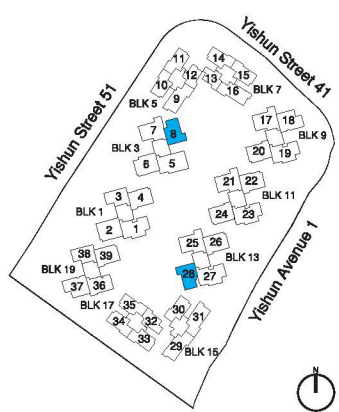 Yishun Street 41
Yishun Street 51
Yishun Avenue 1
11
12
10
9
BLK 5
14
15
13
16
BLK 7
7
8
BLK 3
6
5
17
18
BLK 9
20
19
3
4
BLK 1
2
1
21
22
BLK 11
24
23
38
39
BLK 19
37
36
25
26
BLK 13
28
27
BLK 17
35
34
32
33
30
31
29
BLK 15
N